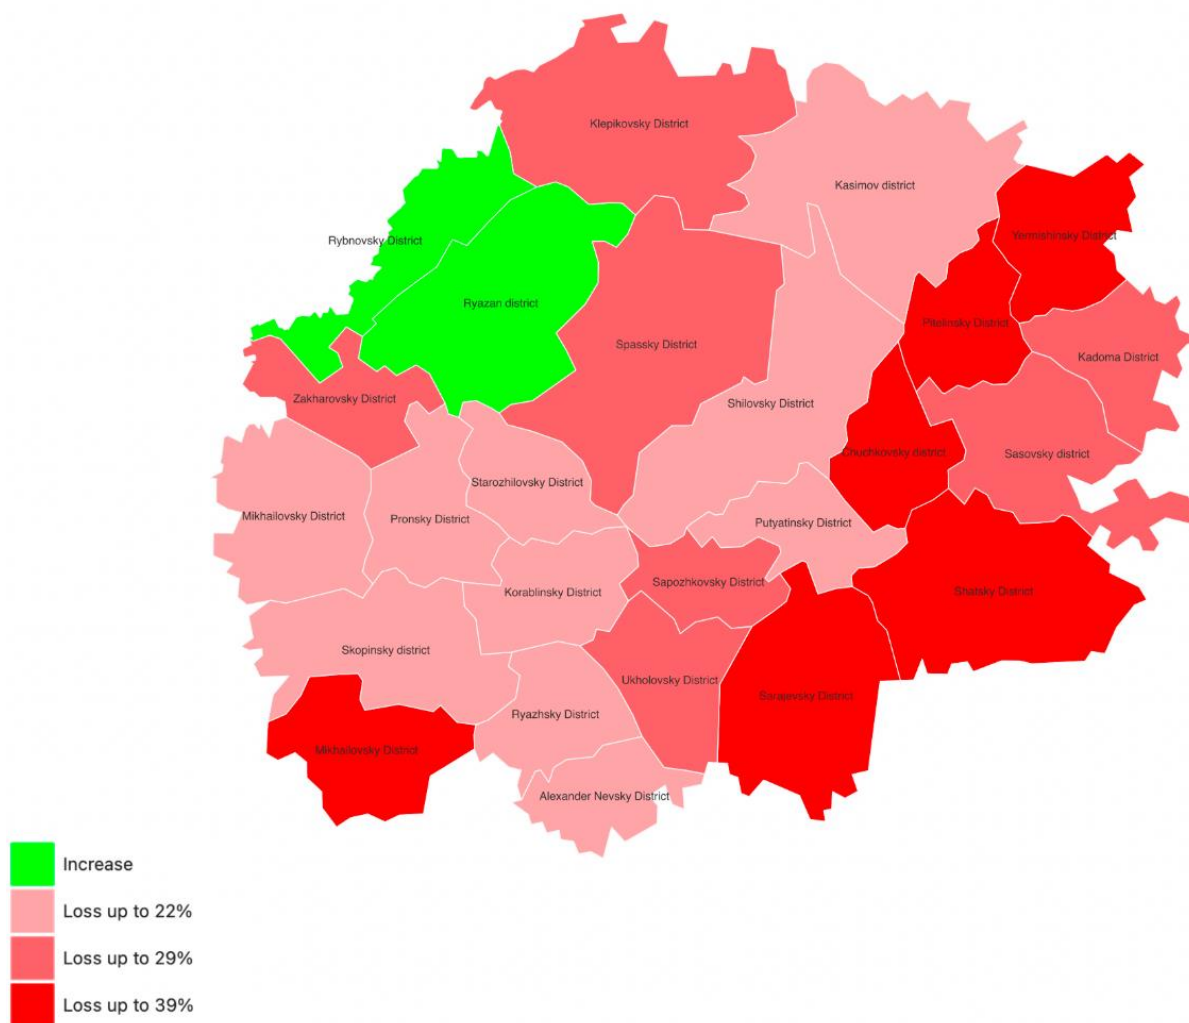 Klepikovsky District
Kasimov district
Rybnovsky District
Yermishinsky District
Ryazan district
Pitelinsky District
Spassky District
Kadoma District
Zakharovsky District
Shilovsky District
Chuchkovsky district
Sasovsky district
Starozhilovsky District
Mikhailovsky District
Pronsky District
Putyatinsky District
Sapozhkovsky District
Korablinsky District
Shatsky District
Skopinsky district
Ukholovsky District
Sarajevsky District
Ryazhsky District
Mikhailovsky District
Alexander Nevsky District
Increase
Loss up to 22%
Loss up to 29%
Loss up to 39%